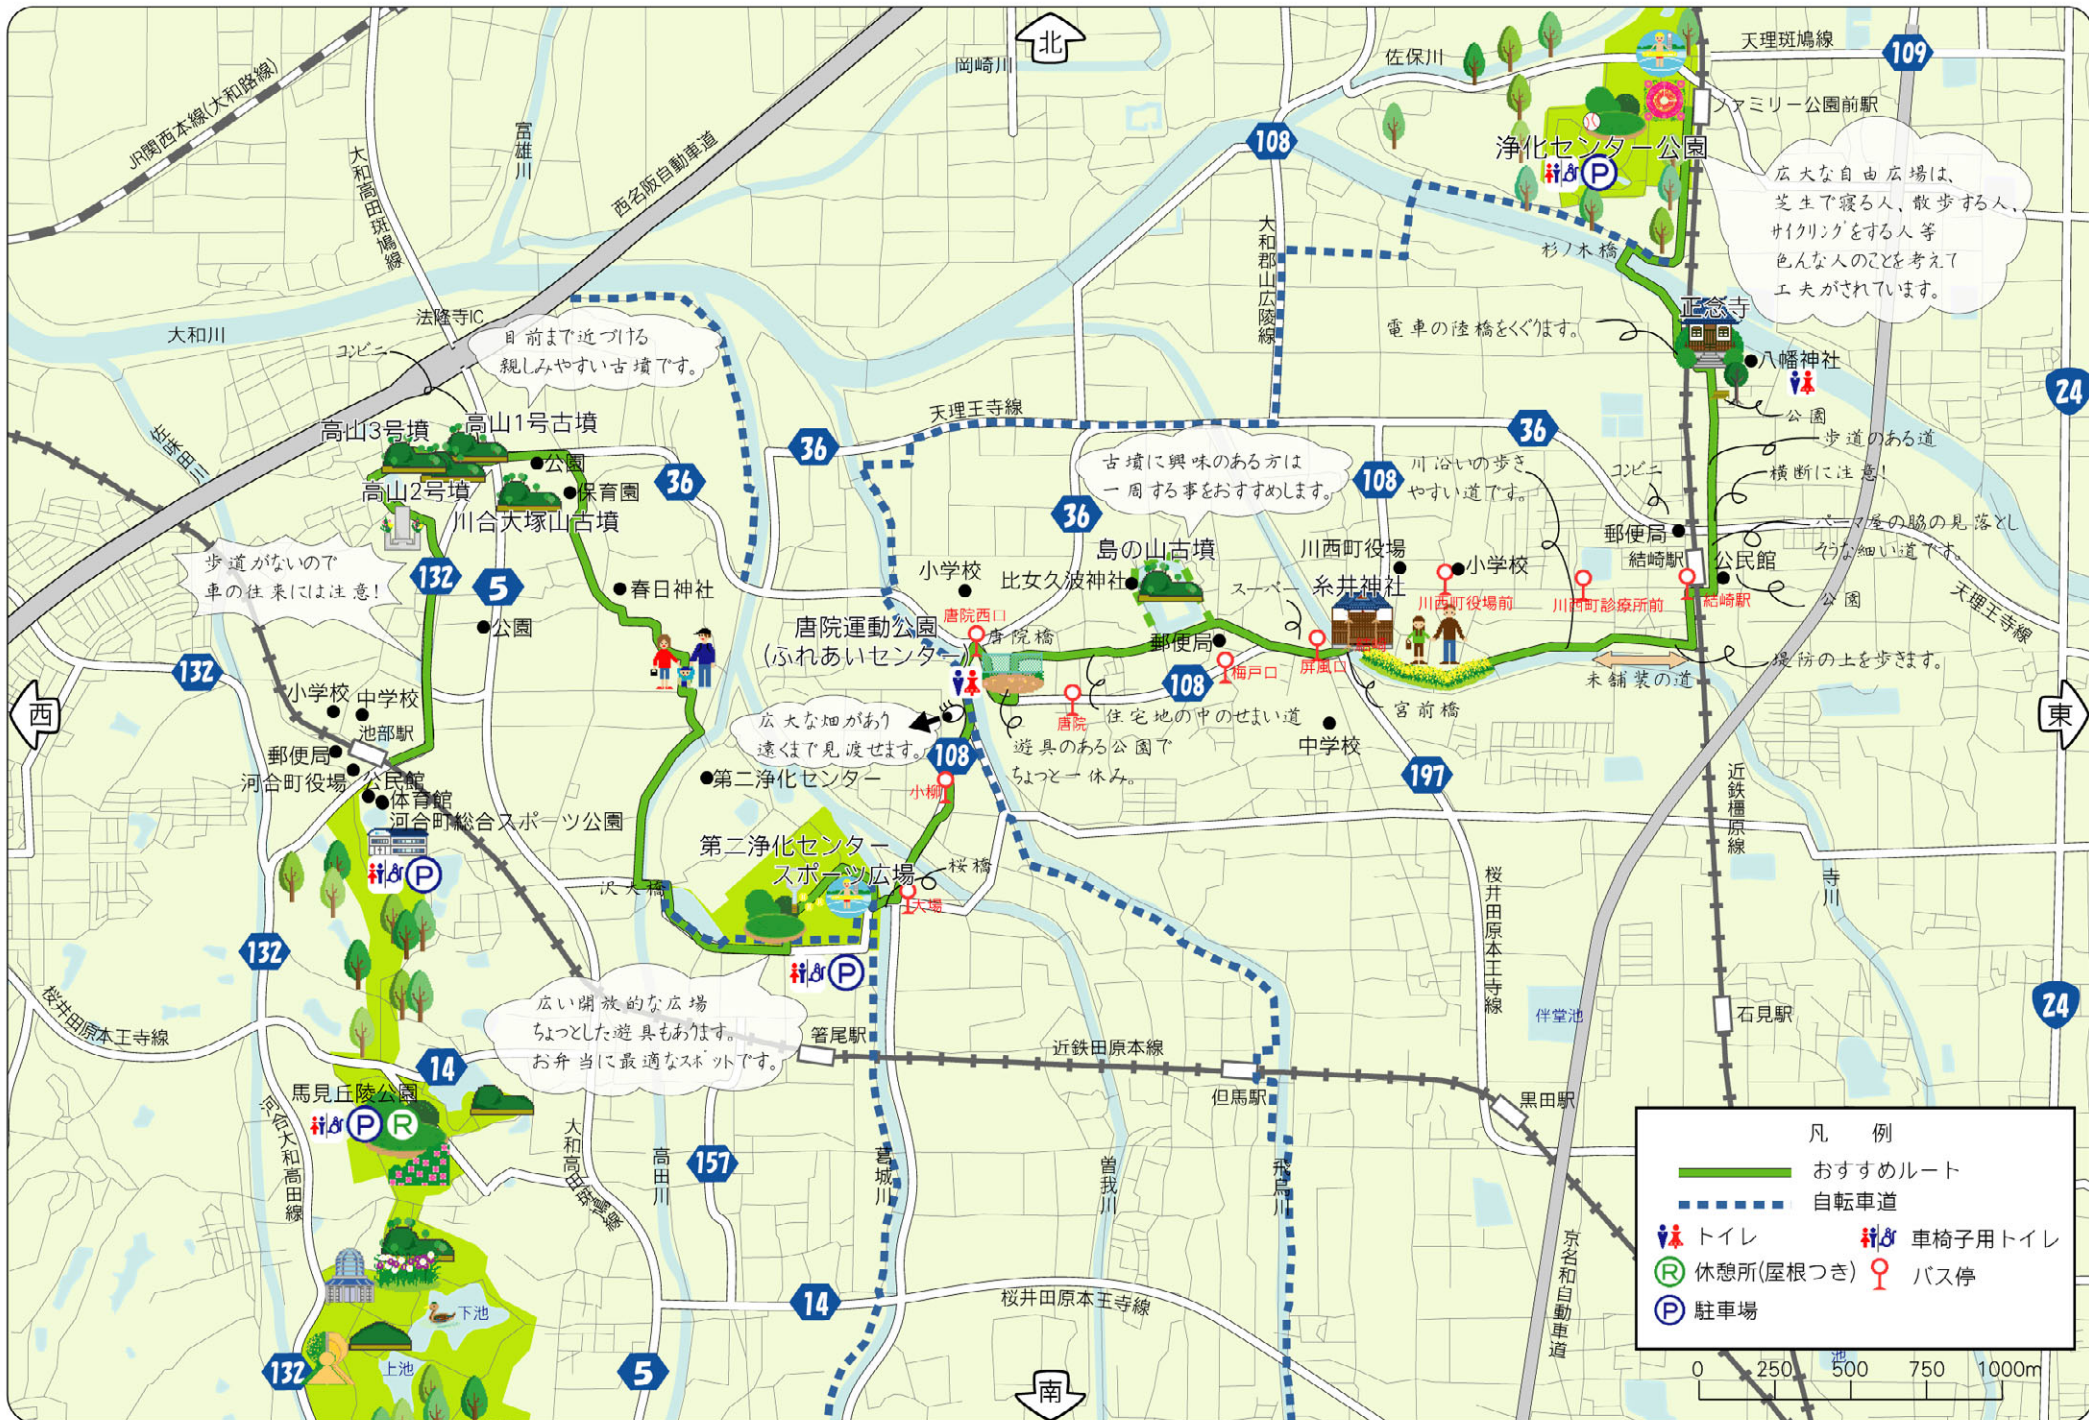 北
佐保川
天理斑鳩線
109
JR関西本線(大和路線)
大和高田斑鳩線
富雄川
西名阪自動車道
岡崎川
108
ファミリー公園前駅
浄化センター公園
P
広大な自由広場は、
芝生で寝る人、散歩する人、
サイクリングをする人等
色んな人のことを考えて
工夫がされています。
大和郡山広陵線
杉ノ木橋
正念寺
電車の陸橋をくぐります。
八幡神社
公園
24
大和川
法隆寺IC
コンビニ
目前まで近づける
親しみやすい古墳です。
高山3号墳
高山1号古墳
公園
高山2号墳
保育園
川合大塚山古墳
佐味田川
36
36
天理王寺線
古墳に興味のある方は
一周する事をおすすめします。
108
36
川沿いの歩き
やすい道です。
36
コンビニ
歩道のある道
横断に注意!
パーマ屋の脇の見落とし
そうな細い道です。
郵便局
結崎駅
公民館
結崎駅
公園
天理王寺線
歩道がないので
車の往来には注意!
132
5
公園
春日神社
132
小学校
唐院西口
唐院運動公園
(ふれあいセンター)
唐院橋
島の山古墳
比女久波神社
スーパー
郵便局
梅戸口
屏風口
川西町役場
糸井神社
小学校
川西町役場前
川西町診療所前
堤防の上を歩きます。
未舗装の道
宮前橋
108
唐院
住宅地の中のせまい道
遊具のある公園で
ちょっと一休み。
中学校
197
広大な畑があり
遠くまで見渡せます。
108
小柳
西
東
小学校
中学校
池部駅
郵便局
河合町役場
公民館
体育館
河合町総合スポーツ公園
P
第二浄化センター
第二浄化センター
スポーツ広場
桜橋
大場
沢大橋
P
近鉄橿原線
寺川
桜井田原本王寺線
132
桜井田原本王寺線
広い開放的な広場
ちょっとした遊具もあります。
お弁当に最適なスポットです。
14
箸尾駅
近鉄田原本線
但馬駅
黒田駅
伴堂池
石見駅
24
馬見丘陵公園
P
R
河合大和高田線
大和高田斑鳩線
高田川
157
葛城川
曽我川
飛鳥川
京名和自動車道
下池
上池
132
5
14
桜井田原本王寺線
南
凡 例
おすすめルート
自転車道
トイレ
車椅子用トイレ
R 休憩所(屋根つき)
バス停
P 駐車場
池
0 250 500 750 1000m